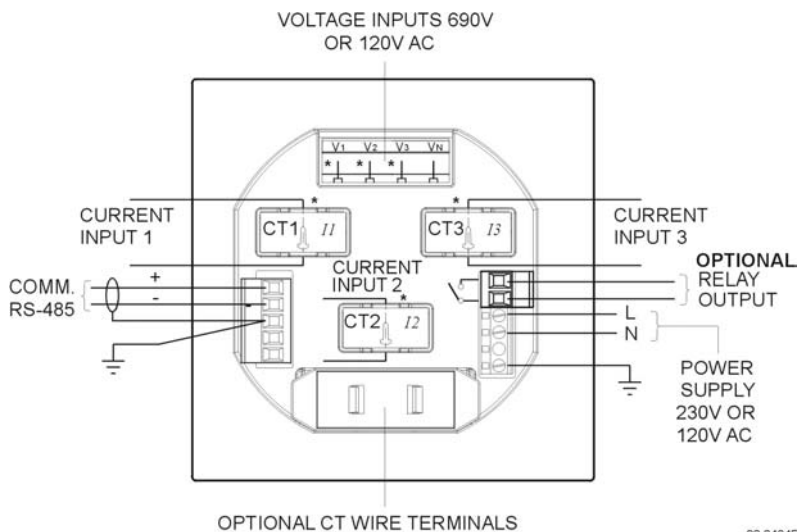 VOLTAGE INPUTS 690V
OR 120V AC
V1 V2 V3 VN
* * *
CURRENT
INPUT 1
*
CT1 I1
*
CT3 I3
CURRENT
INPUT 3
COMM.
RS-485
+
-
-
CURRENT
INPUT 2
*
CT2 I2
OPTIONAL
RELAY
OUTPUT
L
N
POWER
SUPPLY
230V OR
120V AC
OPTIONAL CT WIRE TERMINALS